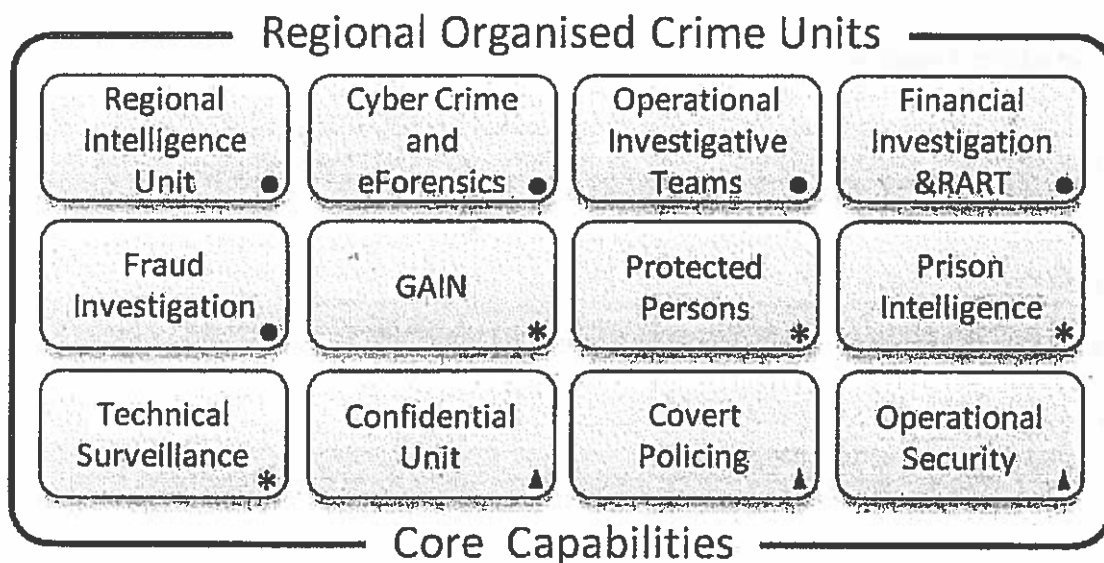 Regional Organised Crime Units
Regional
Intelligence
Unit ●
Cyber Crime
and
eForensics ●
Operational
Investigative
Teams ●
Financial
Investigation
&RART ●
Fraud
Investigation ●
GAIN
*
Protected
Persons
*
Prison
Intelligence
*
Technical
Surveillance
*
Confidential
Unit
▲
Covert
Policing
▲
Operational
Security
▲
Core Capabilities